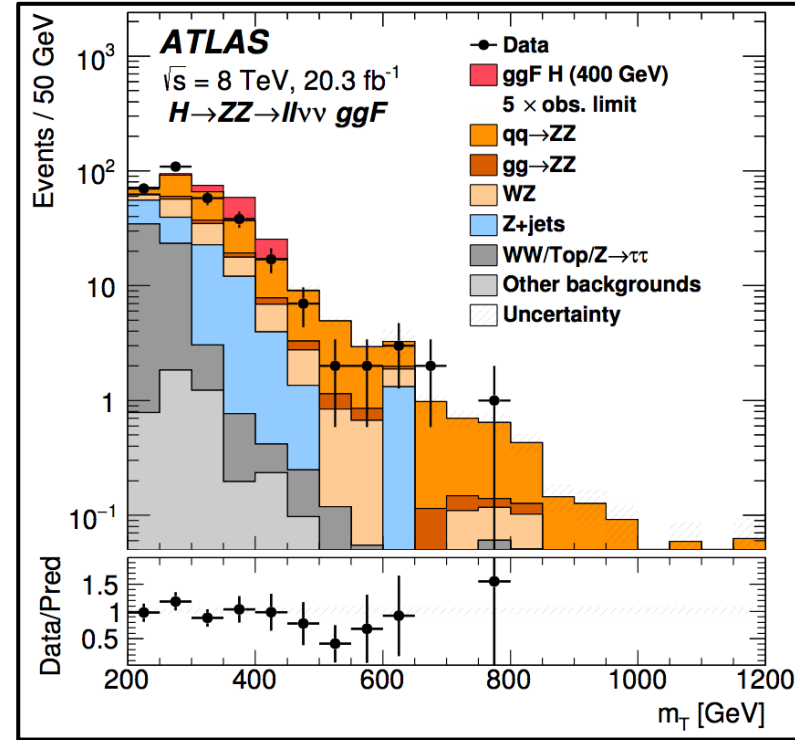 ATLAS
√s = 8 TeV, 20.3 fb⁻¹
H→ZZ→llνν ggF
Data
ggF H (400 GeV)
5 × obs. limit
qq→ZZ
gg→ZZ
WZ
Z+jets
WW/Top/Z→ττ
Other backgrounds
Uncertainty
Events / 50 GeV
10³
10²
10
1
10⁻¹
Data/Pred
1.5
1
0.5
200 400 600 800 1000 1200
m_T [GeV]